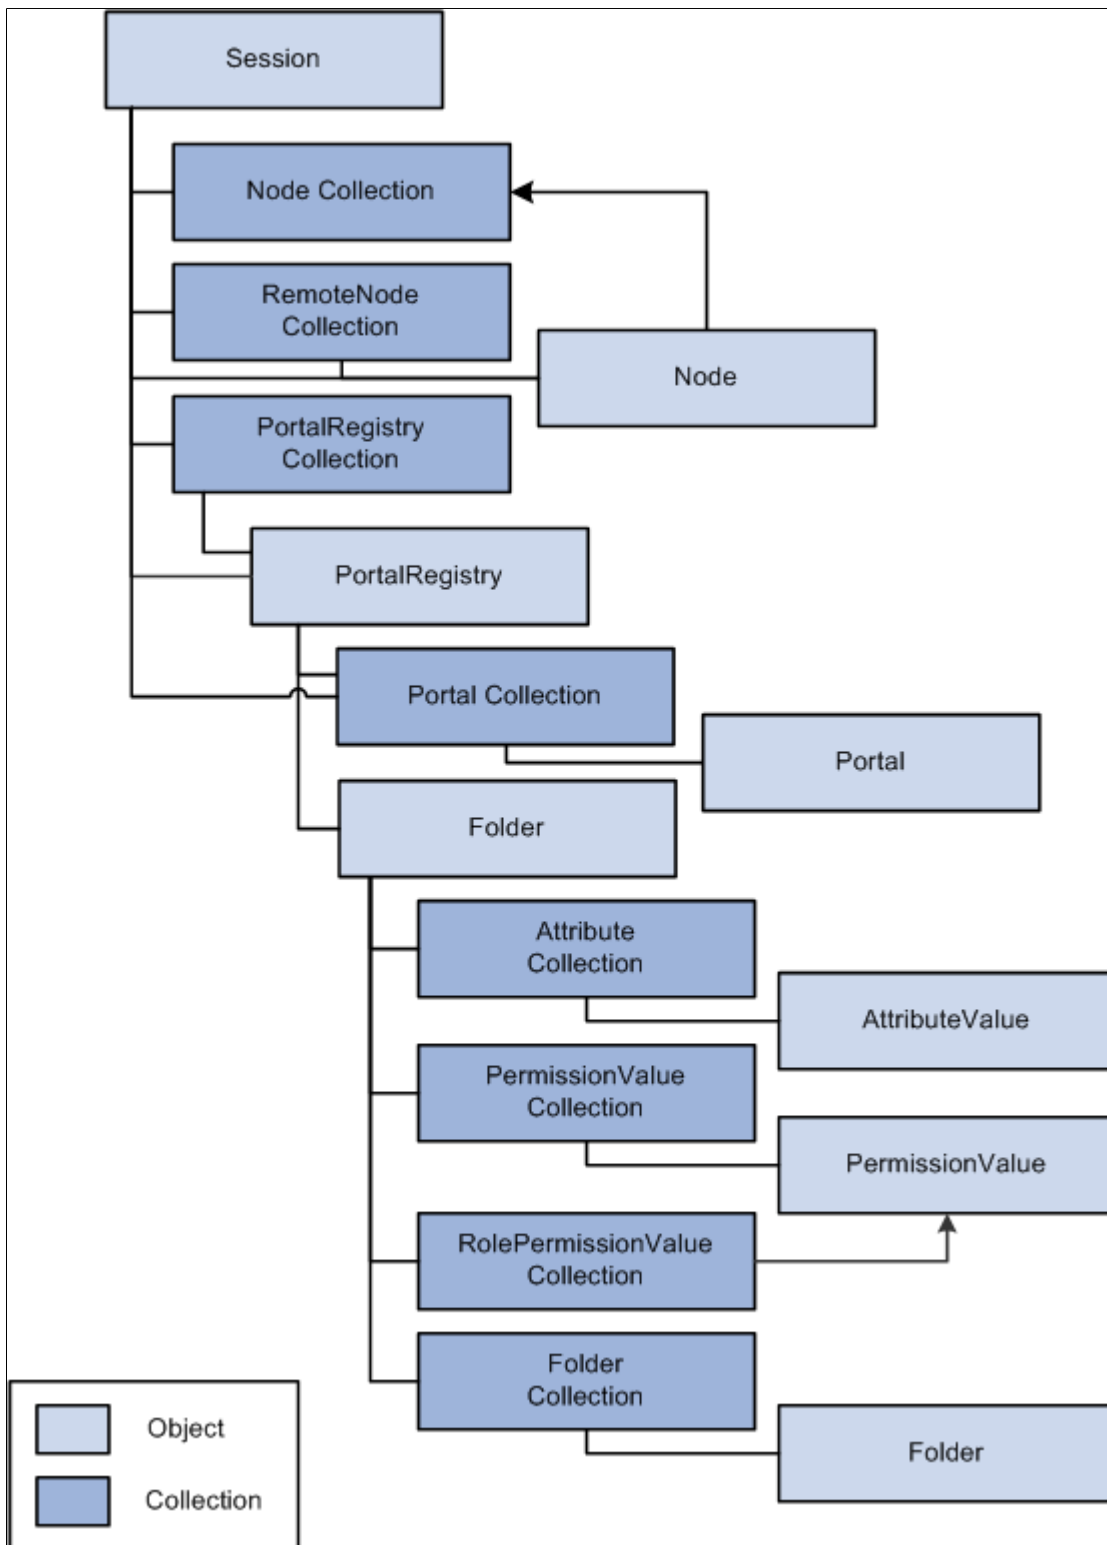 Session
Node Collection
RemoteNode
Collection
Node
PortalRegistry
Collection
PortalRegistry
Portal Collection
Portal
Folder
Attribute
Collection
AttributeValue
PermissionValue
Collection
PermissionValue
RolePermissionValue
Collection
Folder
Collection
Folder
Object
Collection